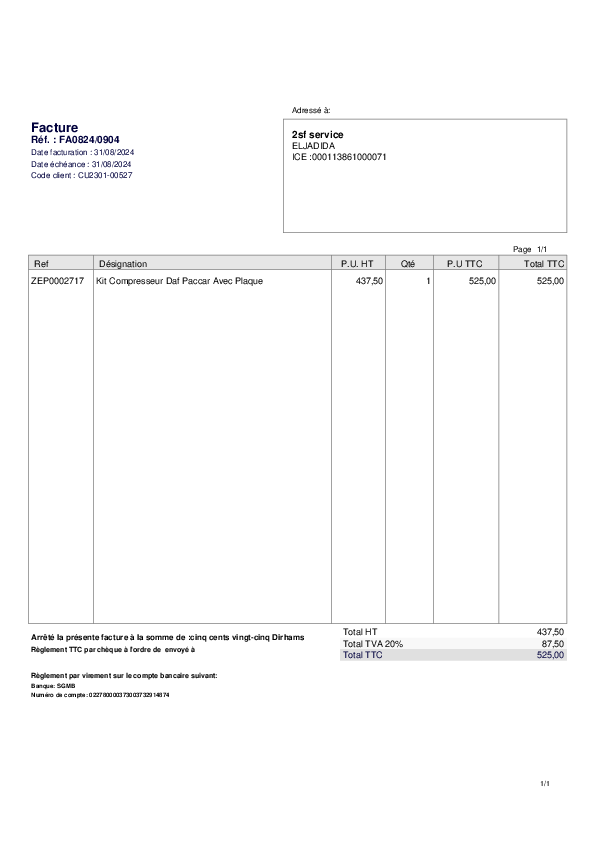 Adressé à:
Facture
Réf. : FA0824/0904
Date facturation : 31/08/2024
Date échéance : 31/08/2024
Code client : CU2301-00527
2sf service
ELJADIDA
ICE :000113861000071
Page 1/1
Ref Désignation P.U. HT Qté P.U TTC Total TTC
ZEP0002717 Kit Compresseur Daf Paccar Avec Plaque 437,50 1 525,00 525,00
Total HT 437,50
Arrêté la présente facture à la somme de :cinq cents vingt-cinq Dirhams
Total TVA 20% 87,50
Règlement TTC par chèque à l'ordre de envoyé à
Total TTC 525,00
Règlement par virement sur le compte bancaire suivant:
Banque: SGMB
Numéro de compte: 022780000373003732914874
1/1